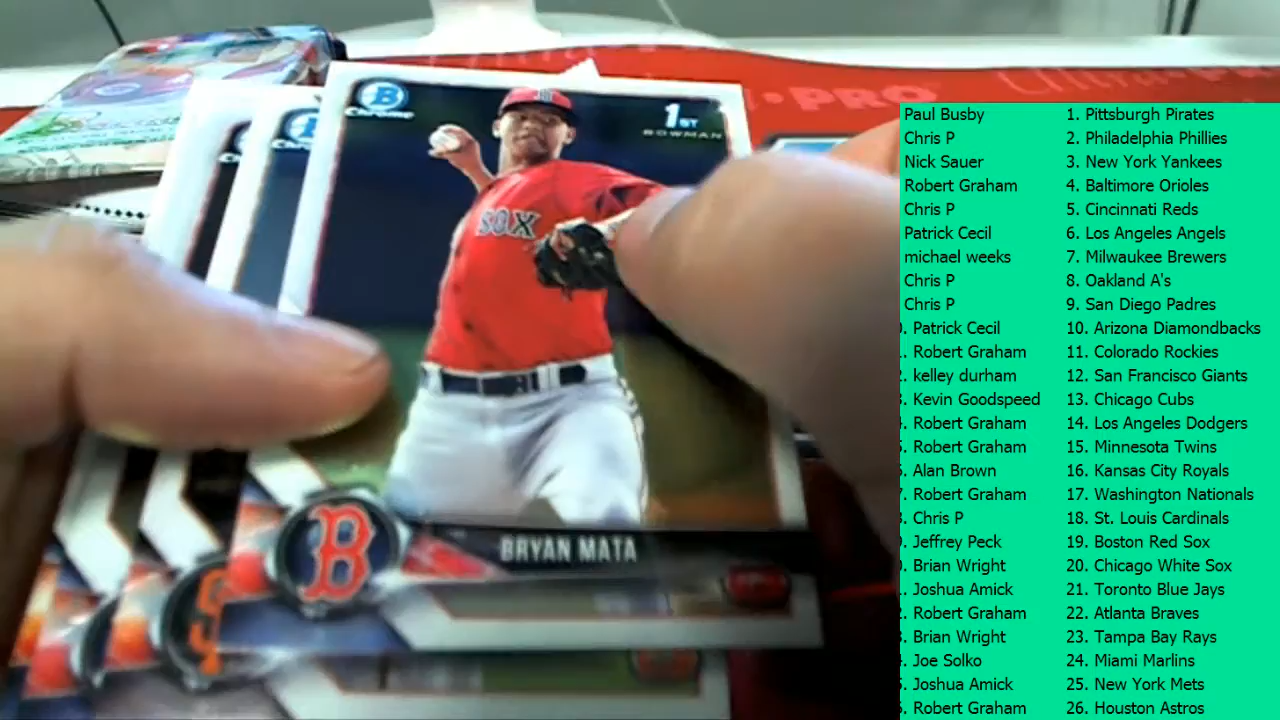 B
Chrome
1ST
BOWMAN
PRO
SOX
B
BRYAN MATA
Paul Busby 1. Pittsburgh Pirates
Chris P 2. Philadelphia Phillies
Nick Sauer 3. New York Yankees
Robert Graham 4. Baltimore Orioles
Chris P 5. Cincinnati Reds
Patrick Cecil 6. Los Angeles Angels
michael weeks 7. Milwaukee Brewers
Chris P 8. Oakland A's
Chris P 9. San Diego Padres
. Patrick Cecil 10. Arizona Diamondbacks
. Robert Graham 11. Colorado Rockies
. kelley durham 12. San Francisco Giants
. Kevin Goodspeed 13. Chicago Cubs
. Robert Graham 14. Los Angeles Dodgers
. Robert Graham 15. Minnesota Twins
. Alan Brown 16. Kansas City Royals
. Robert Graham 17. Washington Nationals
. Chris P 18. St. Louis Cardinals
. Jeffrey Peck 19. Boston Red Sox
. Brian Wright 20. Chicago White Sox
. Joshua Amick 21. Toronto Blue Jays
. Robert Graham 22. Atlanta Braves
. Brian Wright 23. Tampa Bay Rays
. Joe Solko 24. Miami Marlins
. Joshua Amick 25. New York Mets
. Robert Graham 26. Houston Astros